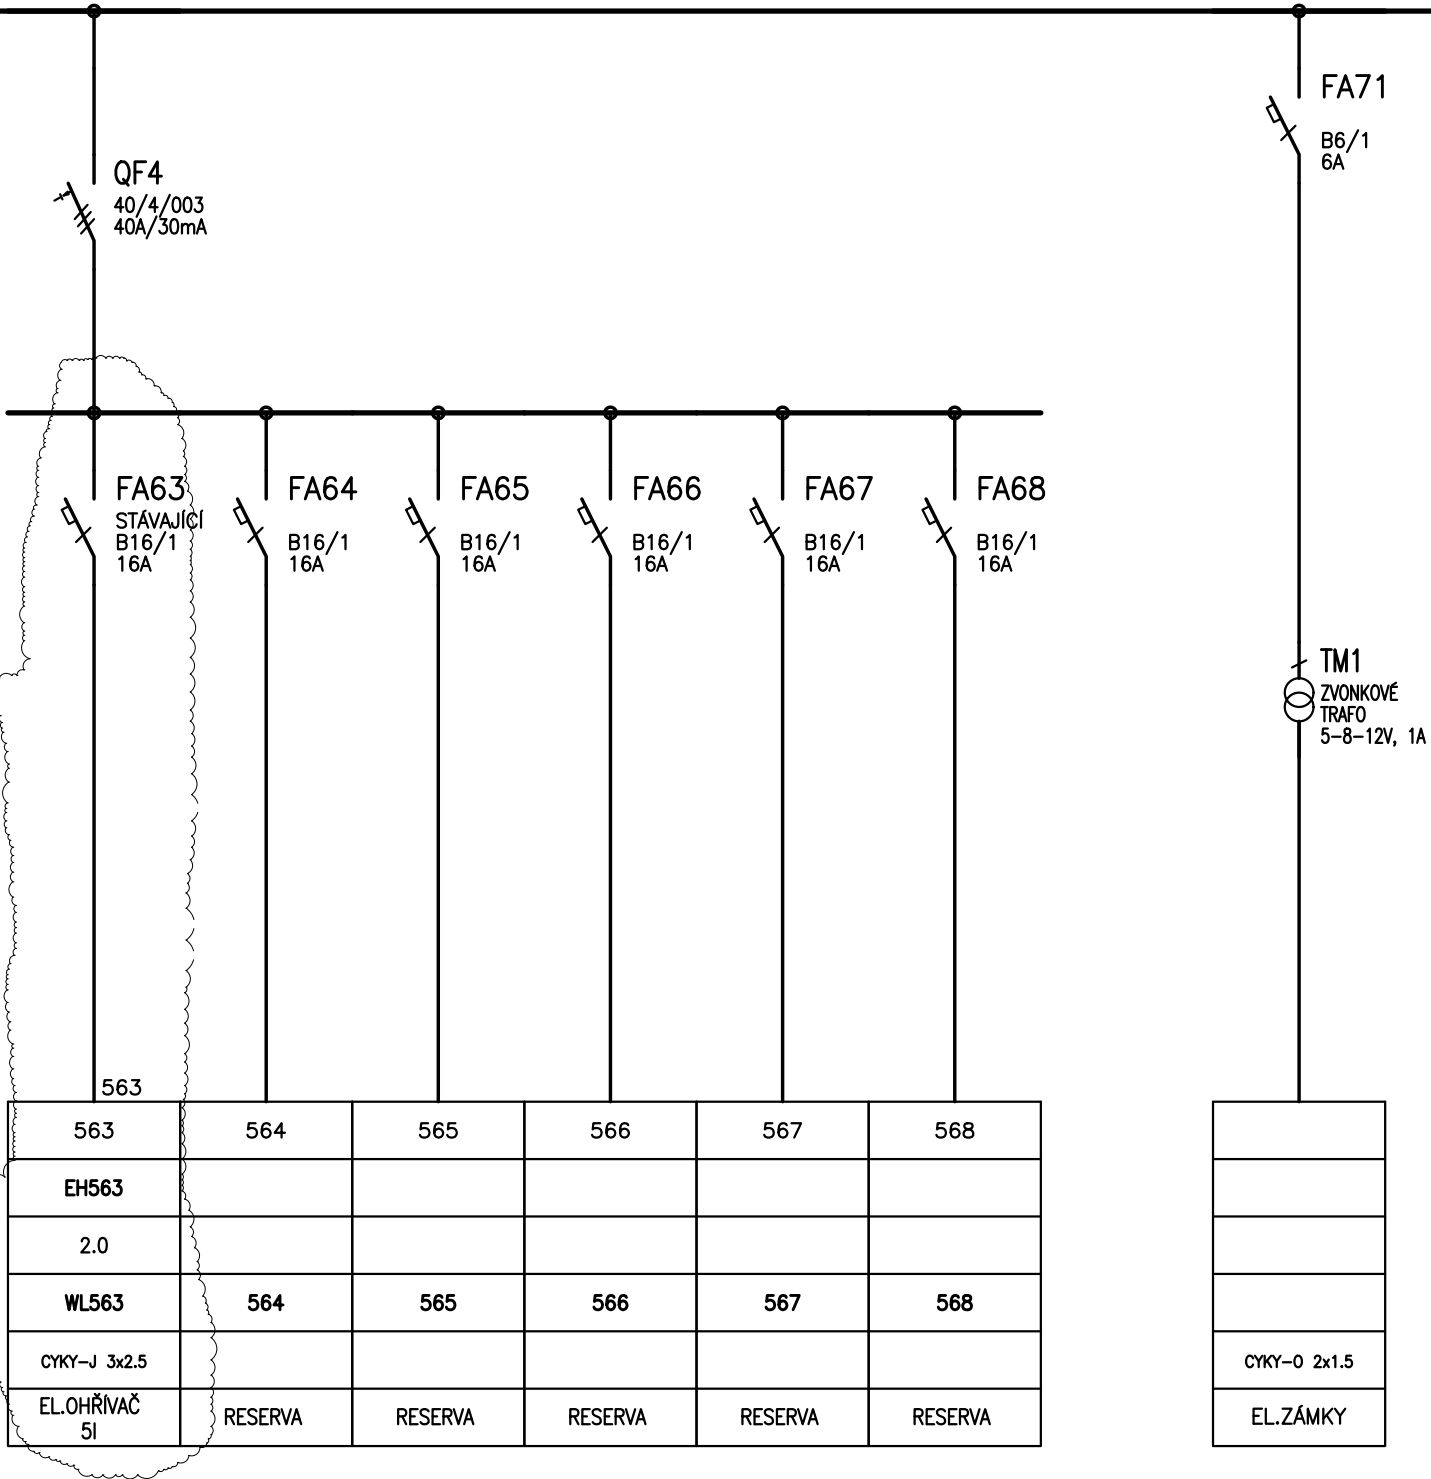 FA71
B6/1
6A
QF4
40/4/003
40A/30mA
FA63
STÁVAJÍCÍ
B16/1
16A
FA64
B16/1
16A
FA65
B16/1
16A
FA66
B16/1
16A
FA67
B16/1
16A
FA68
B16/1
16A
TM1
ZVONKOVÉ
TRAFO
5-8-12V, 1A
563
563 564 565 566 567 568
EH563
2.0
WL563 564 565 566 567 568
CYKY-J 3x2.5 CYKY-O 2x1.5
EL.OHŘÍVAČ
5l
RESERVA RESERVA RESERVA RESERVA RESERVA EL.ZÁMKY